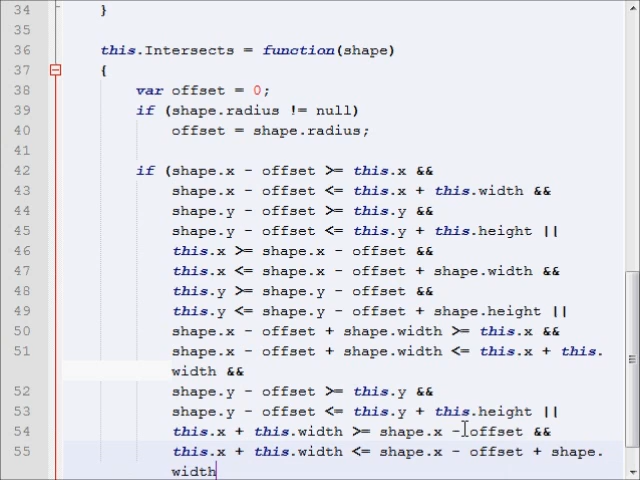 34 }
35
36 this.Intersects = function(shape)
37 {
38 var offset = 0;
39 if (shape.radius != null)
40 offset = shape.radius;
41
42 if (shape.x - offset >= this.x &&
43 shape.x - offset <= this.x + this.width &&
44 shape.y - offset >= this.y &&
45 shape.y - offset <= this.y + this.height ||
46 this.x >= shape.x - offset &&
47 this.x <= shape.x - offset + shape.width &&
48 this.y >= shape.y - offset &&
49 this.y <= shape.y - offset + shape.height ||
50 shape.x - offset + shape.width >= this.x &&
51 shape.x - offset + shape.width <= this.x + this.
width &&
52 shape.y - offset >= this.y &&
53 shape.y - offset <= this.y + this.height ||
54 this.x + this.width >= shape.x - offset &&
55 this.x + this.width <= shape.x - offset + shape.
width